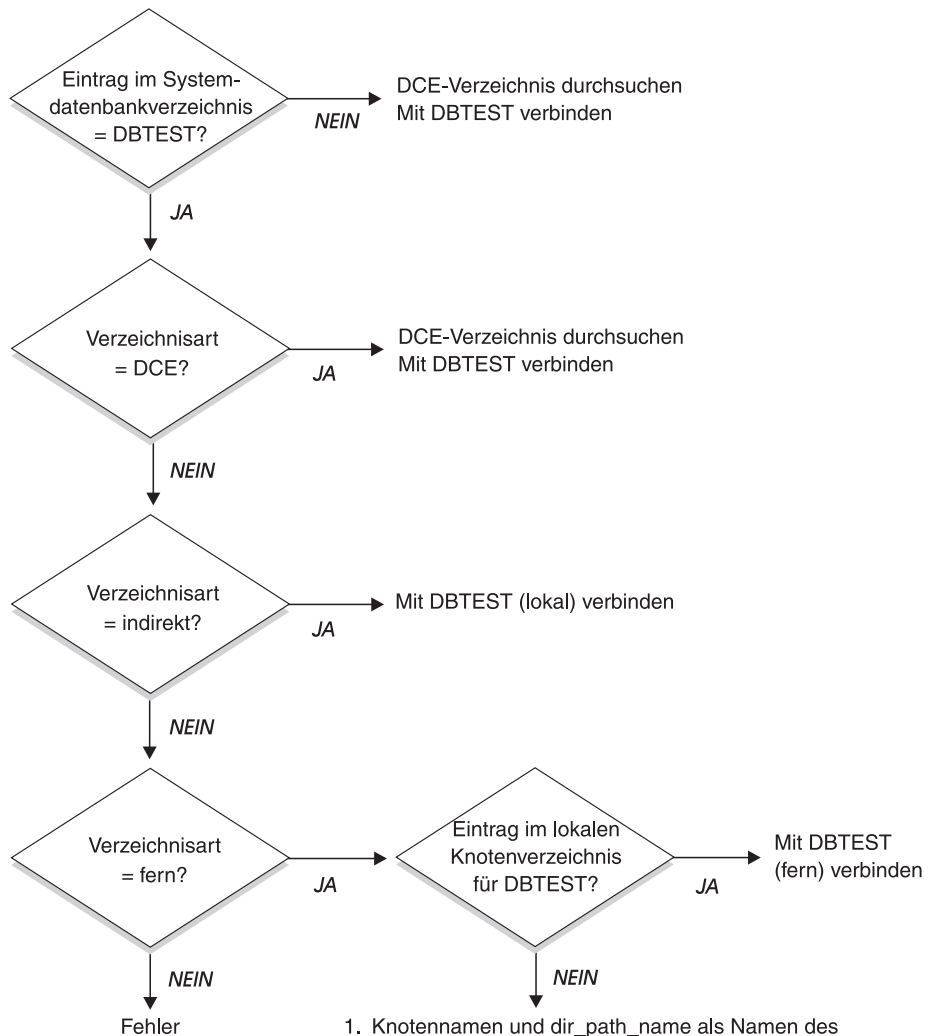 Eintrag im System-
datenbankverzeichnis
= DBTEST?
NEIN
DCE-Verzeichnis durchsuchen
Mit DBTEST verbinden
JA
Verzeichnisart
= DCE?
JA
DCE-Verzeichnis durchsuchen
Mit DBTEST verbinden
NEIN
Verzeichnisart
= indirekt?
JA
Mit DBTEST (lokal) verbinden
NEIN
Verzeichnisart
= fern?
JA
Eintrag im lokalen
Knotenverzeichnis
für DBTEST?
JA
Mit DBTEST
(fern) verbinden
NEIN
Fehler
NEIN
1. Knotennamen und dir_path_name als Namen des